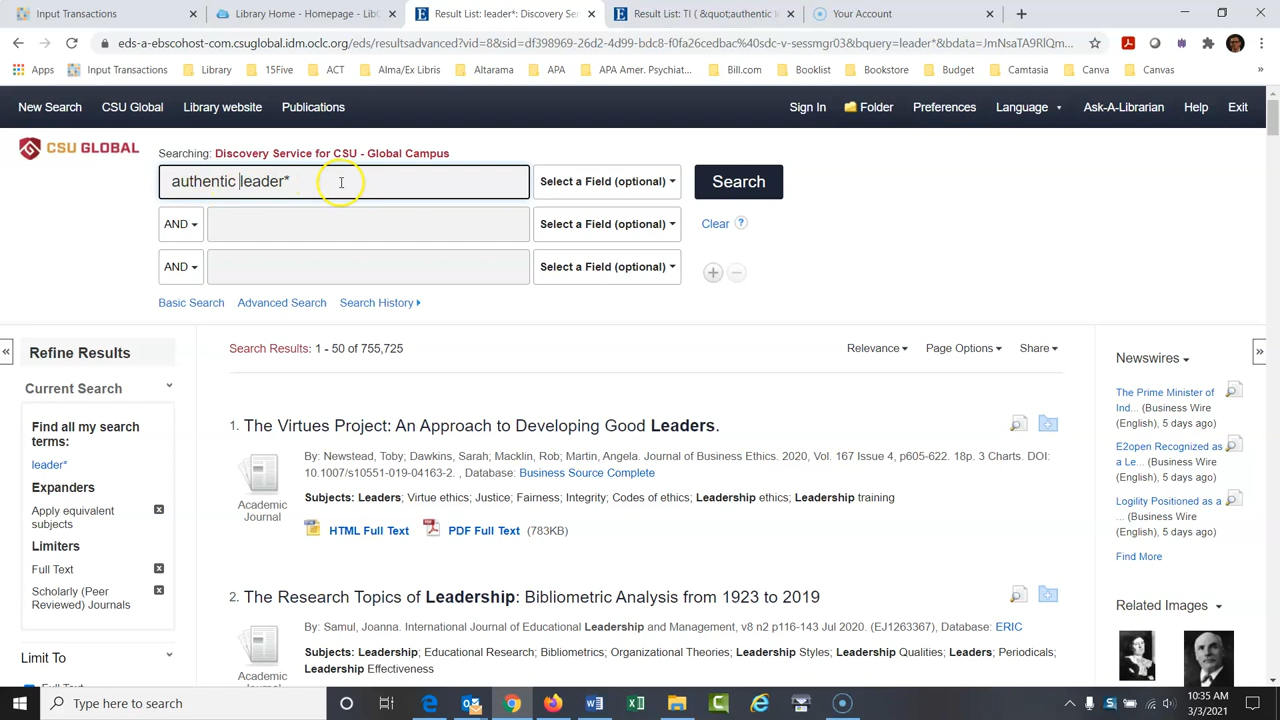 Input Transactions
Library Home - Homepage - LibG
Result List: leader*: Discovery Ser
Result List: TI ( &quot;authentic l
Your Account
eds-a-ebscohost-com.csuglobal.idm.oclc.org/eds/resultsadvanced?vid=8&sid=df398969-26d2-4d99-bdc8-f0fa26cedbac%40sdc-v-sessmgr03&bquery=leader*&bdata=JmNsaTA9RlQm...
Apps
Input Transactions
Library
15Five
ACT
Alma/Ex Libris
Altarama
APA
APA Amer. Psychiat...
Bill.com
Booklist
Bookstore
Budget
Camtasia
Canva
Canvas
New Search
CSU Global
Library website
Publications
Sign In
Folder
Preferences
Language
Ask-A-Librarian
Help
Exit
CSU GLOBAL
Searching: Discovery Service for CSU - Global Campus
authentic leader*
Select a Field (optional)
Search
AND
Select a Field (optional)
Clear ?
AND
Select a Field (optional)
Basic Search
Advanced Search
Search History
Refine Results
Current Search
Find all my search
terms:
leader*
Expanders
Apply equivalent
subjects
Limiters
Full Text
Scholarly (Peer
Reviewed) Journals
Limit To
Full Text
Search Results: 1 - 50 of 755,725
Relevance
Page Options
Share
1. The Virtues Project: An Approach to Developing Good Leaders.
By: Newstead, Toby; Dawkins, Sarah; Macklin, Rob; Martin, Angela. Journal of Business Ethics. 2020, Vol. 167 Issue 4, p605-622. 18p. 3 Charts. DOI:
10.1007/s10551-019-04163-2. , Database: Business Source Complete
Academic
Journal
Subjects: Leaders; Virtue ethics; Justice; Fairness; Integrity; Codes of ethics; Leadership ethics; Leadership training
HTML Full Text
PDF Full Text (783KB)
2. The Research Topics of Leadership: Bibliometric Analysis from 1923 to 2019
By: Samul, Joanna. International Journal of Educational Leadership and Management, v8 n2 p116-143 Jul 2020. (EJ1263367), Database: ERIC
Subjects: Leadership; Educational Research; Bibliometrics; Organizational Theories; Leadership Styles; Leadership Qualities; Leaders; Periodicals;
Leadership Effectiveness
Academic
Newswires
The Prime Minister of
Ind... (Business Wire
(English), 5 days ago)
E2open Recognized as
a Le... (Business Wire
(English), 5 days ago)
Logility Positioned as a
... (Business Wire
(English), 5 days ago)
Find More
Related Images
Type here to search
10:35 AM
3/3/2021